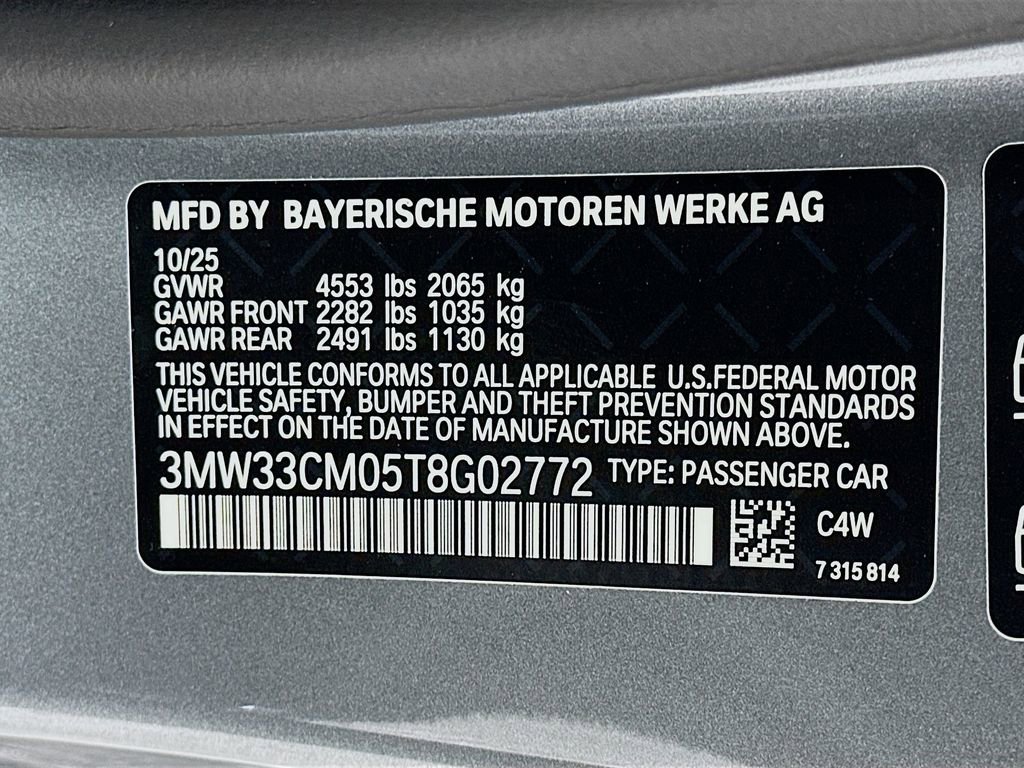 MFD BY BAYERISCHE MOTOREN WERKE AG
10/25
GVWR 4553 lbs 2065 kg
GAWR FRONT 2282 lbs 1035 kg
GAWR REAR 2491 lbs 1130 kg
THIS VEHICLE CONFORMS TO ALL APPLICABLE U.S.FEDERAL MOTOR
VEHICLE SAFETY, BUMPER AND THEFT PREVENTION STANDARDS
IN EFFECT ON THE DATE OF MANUFACTURE SHOWN ABOVE.
3MW33CM05T8G02772 TYPE: PASSENGER CAR
C4W
7 315 814